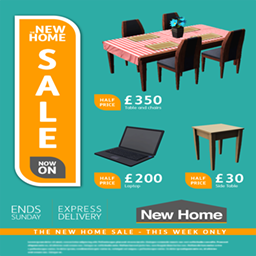 NEW
HOME
SALE
NOW
ON
HALF
PRICE
£350
Table and chairs
HALF
PRICE
£200
Laptop
HALF
PRICE
£30
Side Table
ENDS
SUNDAY
EXPRESS
DELIVERY
New Home
THE NEW HOME SALE - THIS WEEK ONLY